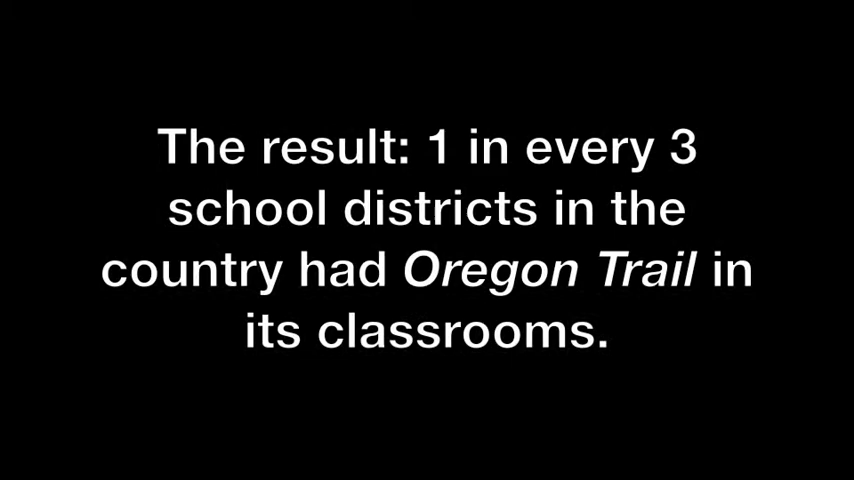 The result: 1 in every 3
school districts in the
country had Oregon Trail in
its classrooms.